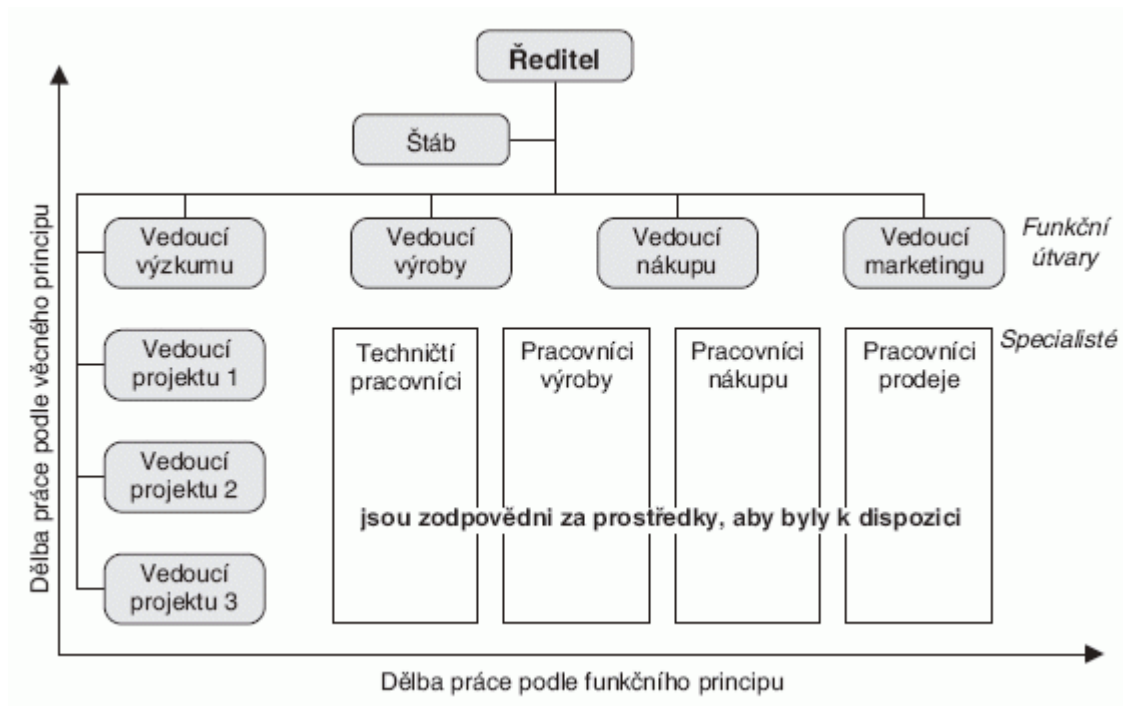 Ředitel
Štáb
Vedoucí
výzkumu
Vedoucí
výroby
Vedoucí
nákupu
Vedoucí
marketingu
Funkční
útvary
Vedoucí
projektu 1
Techničtí
pracovníci
Pracovníci
výroby
Pracovníci
nákupu
Pracovníci
prodeje
Specialisté
Vedoucí
projektu 2
jsou zodpovědni za prostředky, aby byly k dispozici
Vedoucí
projektu 3
Dělba práce podle věcného principu
Dělba práce podle funkčního principu